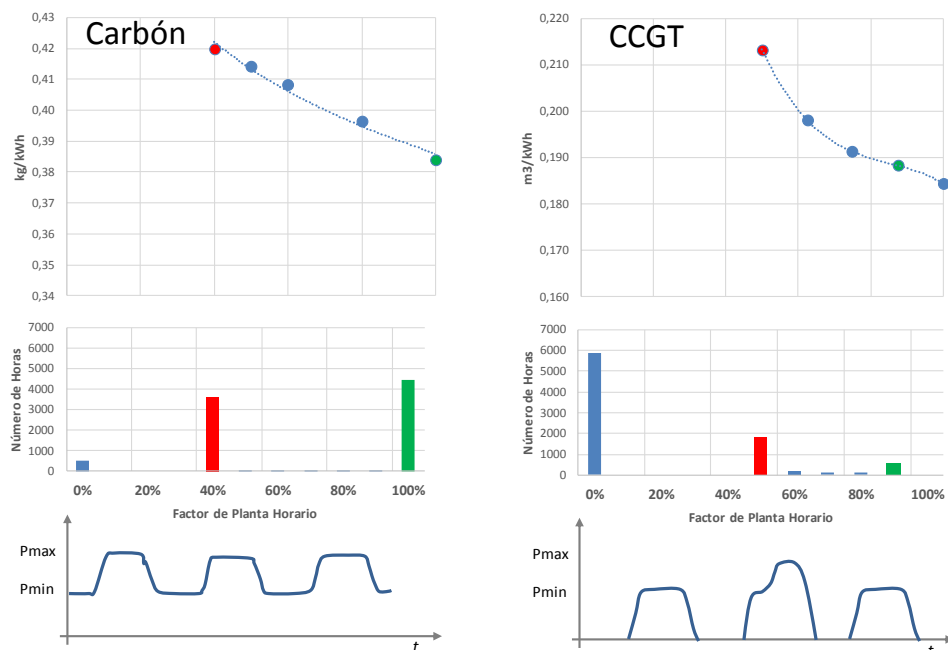 Carbón
kg/kWh
0,43
0,42
0,41
0,40
0,39
0,38
0,37
0,36
0,35
0,34
CCGT
m3/kWh
0,220
0,210
0,200
0,190
0,180
0,170
0,160
Número de Horas
7000
6000
5000
4000
3000
2000
1000
0
0% 20% 40% 60% 80% 100%
Factor de Planta Horario
Número de Horas
7000
6000
5000
4000
3000
2000
1000
0
0% 20% 40% 60% 80% 100%
Factor de Planta Horario
Pmax
Pmin
t
Pmax
Pmin
t